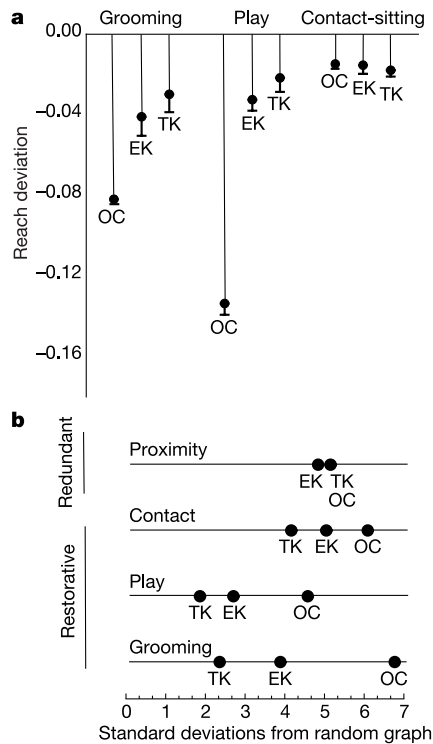 a
Grooming Play Contact-sitting
0.00
−0.04
−0.08
−0.12
−0.16
Reach deviation
OC EK TK
OC EK TK
OC EK TK
b
Redundant
Proximity
EK TK
OC
Restorative
Contact
TK EK OC
Play
TK EK OC
Grooming
TK EK OC
0 1 2 3 4 5 6 7
Standard deviations from random graph